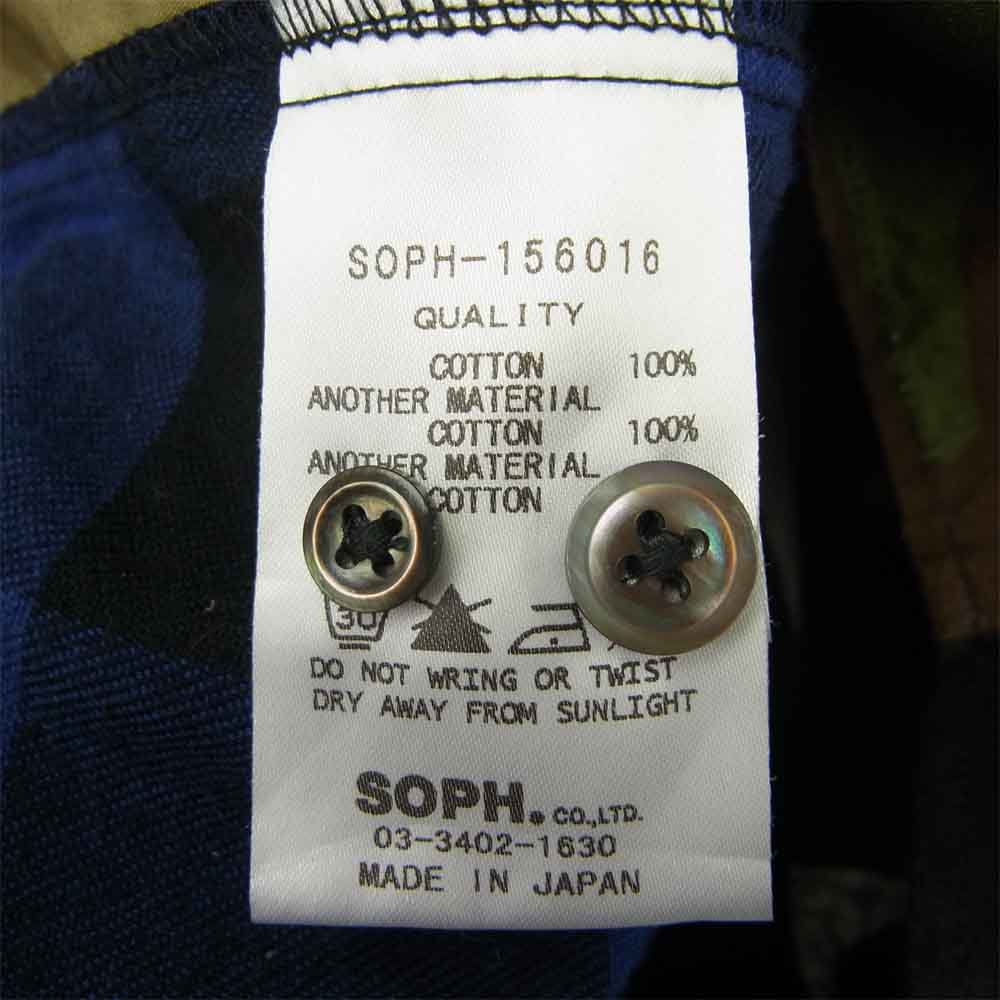 SOPH-156016
QUALITY
COTTON 100%
ANOTHER MATERIAL
COTTON 100%
ANOTHER MATERIAL
COTTON
30
DO NOT WRING OR TWIST
DRY AWAY FROM SUNLIGHT
SOPH. CO.,LTD.
03-3402-1630
MADE IN JAPAN